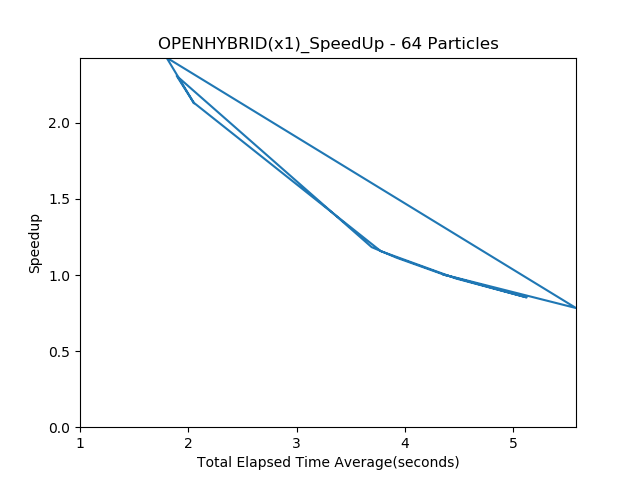 OPENHYBRID(x1)_SpeedUp - 64 Particles
2.0
1.5
1.0
0.5
0.0
Speedup
1 2 3 4 5
Total Elapsed Time Average(seconds)